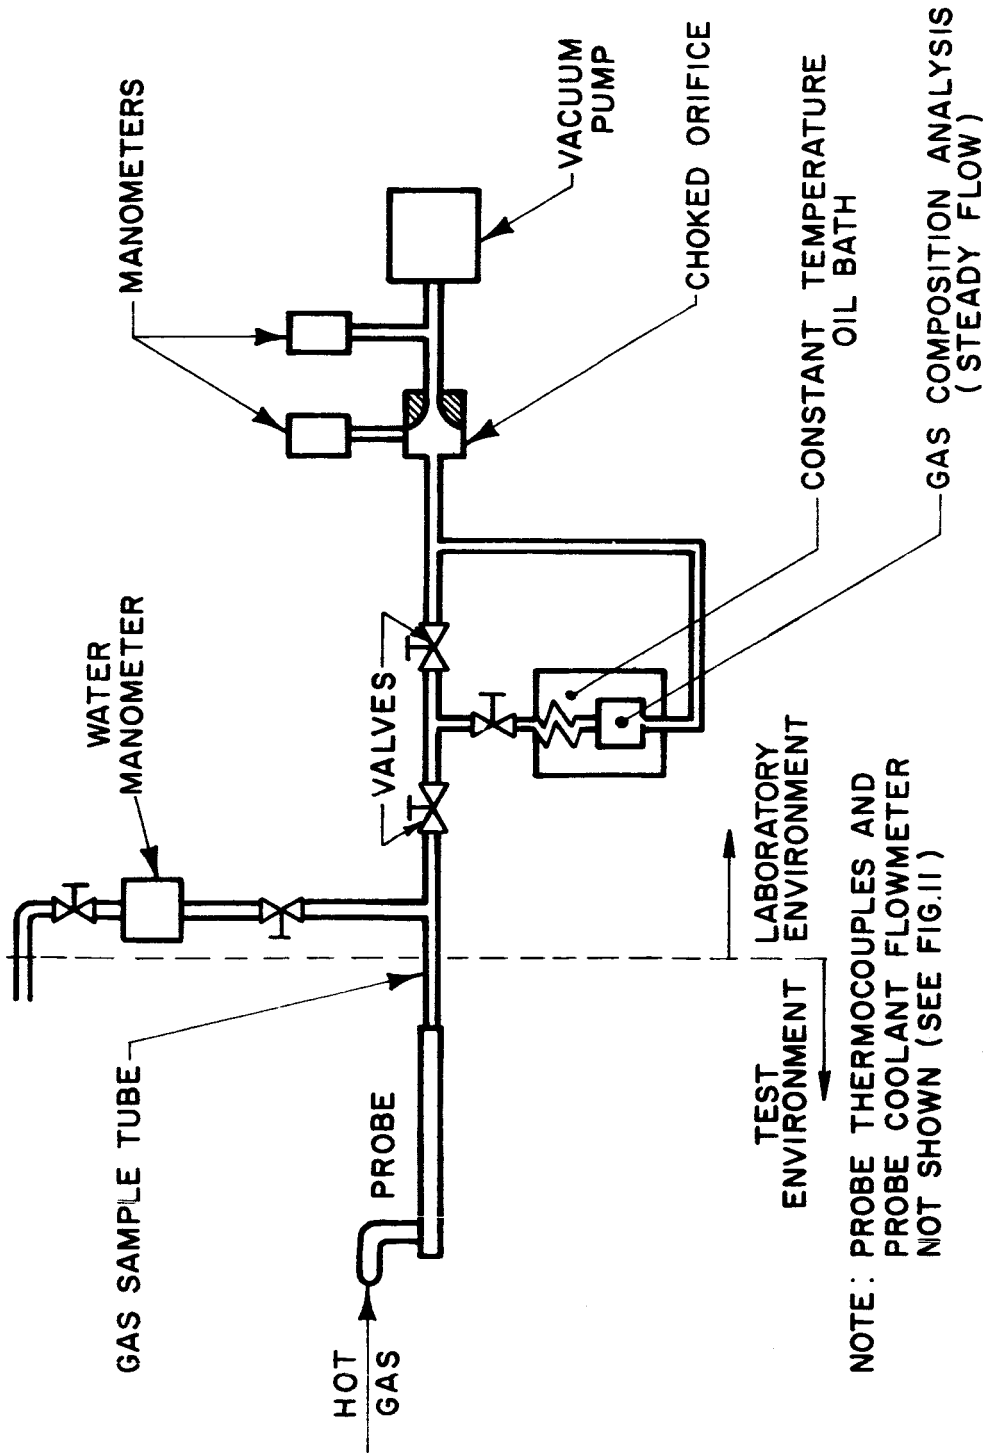 MANOMETERS
WATER
MANOMETER
GAS SAMPLE TUBE
VACUUM
PUMP
VALVES
CHOKED ORIFICE
PROBE
HOT
GAS
CONSTANT TEMPERATURE
OIL BATH
GAS COMPOSITION ANALYSIS
(STEADY FLOW)
TEST
ENVIRONMENT
LABORATORY
ENVIRONMENT
NOTE: PROBE THERMOCOUPLES AND
PROBE COOLANT FLOWMETER
NOT SHOWN (SEE FIG.11)